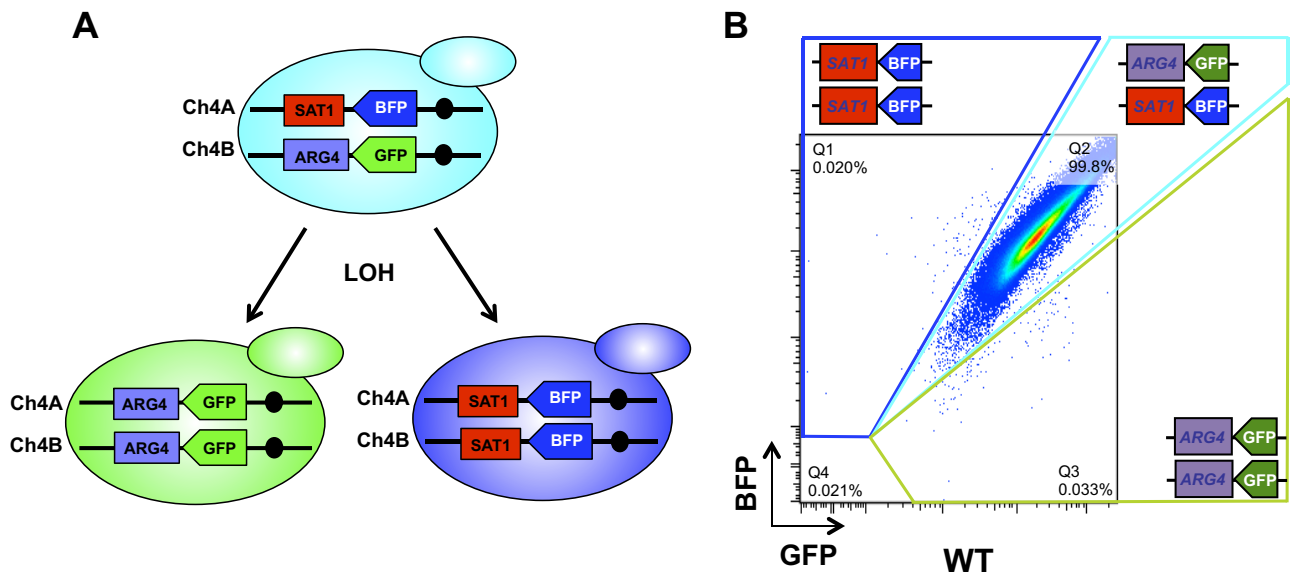 A
Ch4A
SAT1
BFP
Ch4B
ARG4
GFP
LOH
Ch4A
ARG4
GFP
Ch4B
ARG4
GFP
Ch4A
SAT1
BFP
Ch4B
SAT1
BFP
B
SAT1
BFP
SAT1
BFP
ARG4
GFP
SAT1
BFP
Q1
0.020%
Q2
99.8%
ARG4
GFP
ARG4
GFP
Q4
0.021%
Q3
0.033%
BFP
GFP
WT